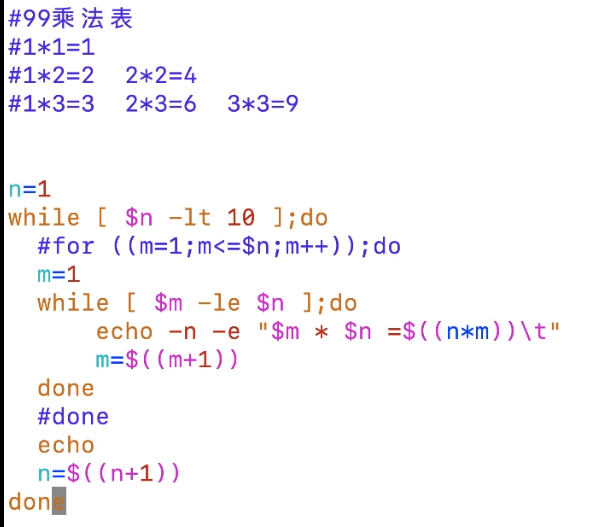 #99乘法表
#1*1=1
#1*2=2  2*2=4
#1*3=3  2*3=6  3*3=9
n=1
while [ $n -lt 10 ];do
  #for ((m=1;m<=$n;m++));do
  m=1
  while [ $m -le $n ];do
      echo -n -e "$m * $n =$((n*m))\t"
      m=$((m+1))
  done
  #done
  echo
  n=$((n+1))
done